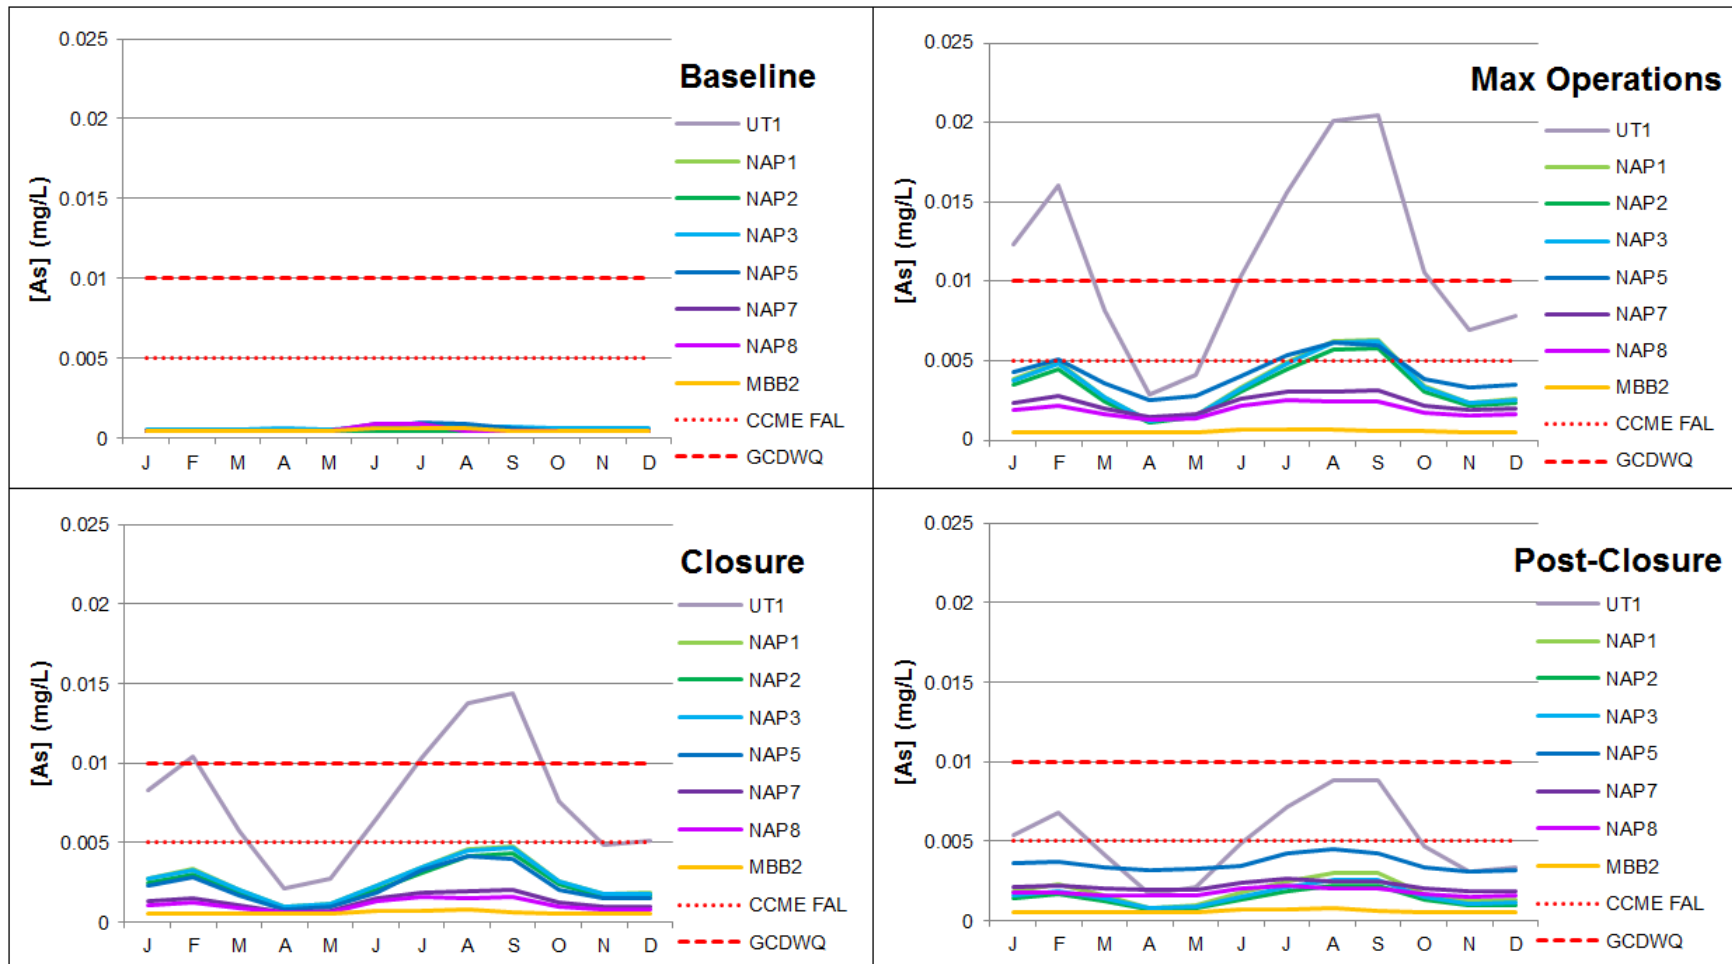 Baseline
[As] (mg/L)
0.025
0.02
0.015
0.01
0.005
0
J F M A M J J A S O N D
UT1
NAP1
NAP2
NAP3
NAP5
NAP7
NAP8
MBB2
CCME FAL
GCDWQ
Max Operations
[As] (mg/L)
0.025
0.02
0.015
0.01
0.005
0
J F M A M J J A S O N D
UT1
NAP1
NAP2
NAP3
NAP5
NAP7
NAP8
MBB2
CCME FAL
GCDWQ
Closure
[As] (mg/L)
0.025
0.02
0.015
0.01
0.005
0
J F M A M J J A S O N D
UT1
NAP1
NAP2
NAP3
NAP5
NAP7
NAP8
MBB2
CCME FAL
GCDWQ
Post-Closure
[As] (mg/L)
0.025
0.02
0.015
0.01
0.005
0
J F M A M J J A S O N D
UT1
NAP1
NAP2
NAP3
NAP5
NAP7
NAP8
MBB2
CCME FAL
GCDWQ